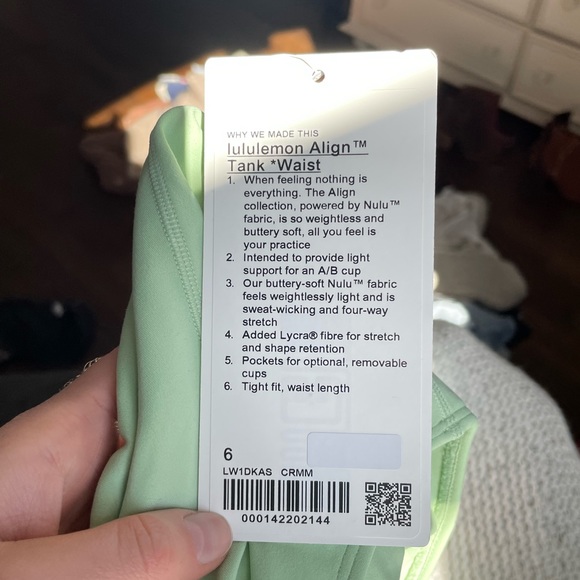 WHY WE MADE THIS
lululemon Align™
Tank *Waist
1. When feeling nothing is
everything. The Align
collection, powered by Nulu™
fabric, is so weightless and
buttery soft, all you feel is
your practice
2. Intended to provide light
support for an A/B cup
3. Our buttery-soft Nulu™ fabric
feels weightlessly light and is
sweat-wicking and four-way
stretch
4. Added Lycra® fibre for stretch
and shape retention
5. Pockets for optional, removable
cups
6. Tight fit, waist length
6
LW1DKAS CRMM
000142202144